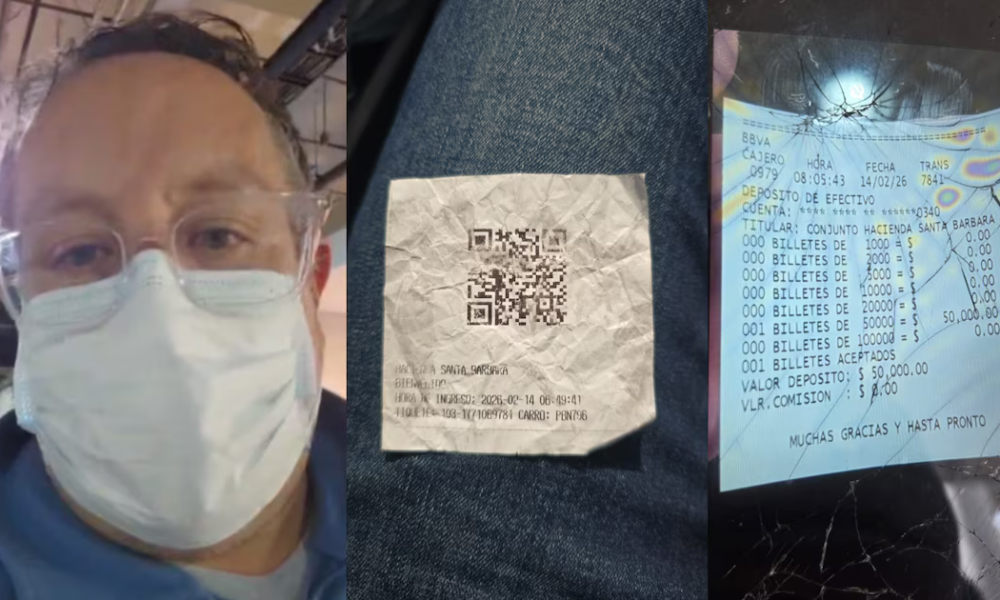 SANTA BARBARA
HORA DE INGRESO: 2026-02-14 06:49:41
CARRO: PBN796
BBVA
CAJERO HORA FECHA TRANS
0979 08:05:43 14/02/26 7841
DEPOSITO DE EFECTIVO
CUENTA: **** **** ** ******0340
TITULAR: CONJUNTO HACIENDA SANTA BARBARA
000 BILLETES DE 1000 = $ 0.00
000 BILLETES DE 2000 = $ 0.00
000 BILLETES DE 5000 = $ 0.00
000 BILLETES DE 10000 = $ 0.00
000 BILLETES DE 20000 = $ 0.00
001 BILLETES DE 50000 = $ 50,000.00
000 BILLETES DE 100000 = $ 0.00
001 BILLETES ACEPTADOS
VALOR DEPOSITO: $ 50,000.00
VLR.COMISION : $ 0.00
MUCHAS GRACIAS Y HASTA PRONTO